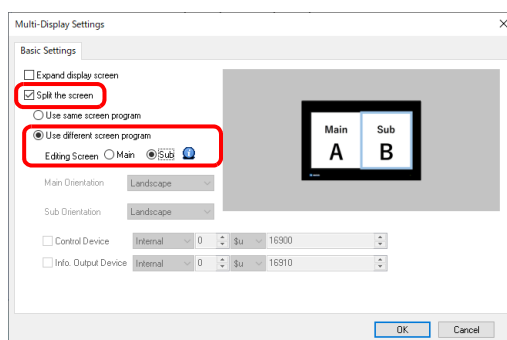 Multi-Display Settings
Basic Settings
Expand display screen
Split the screen
Use same screen program
Use different screen program
Editing Screen Main Sub
Main Sub
A B
Main Orientation Landscape
Sub Orientation Landscape
Control Device Internal 0 $u 16900
Info. Output Device Internal 0 $u 16910
OK Cancel